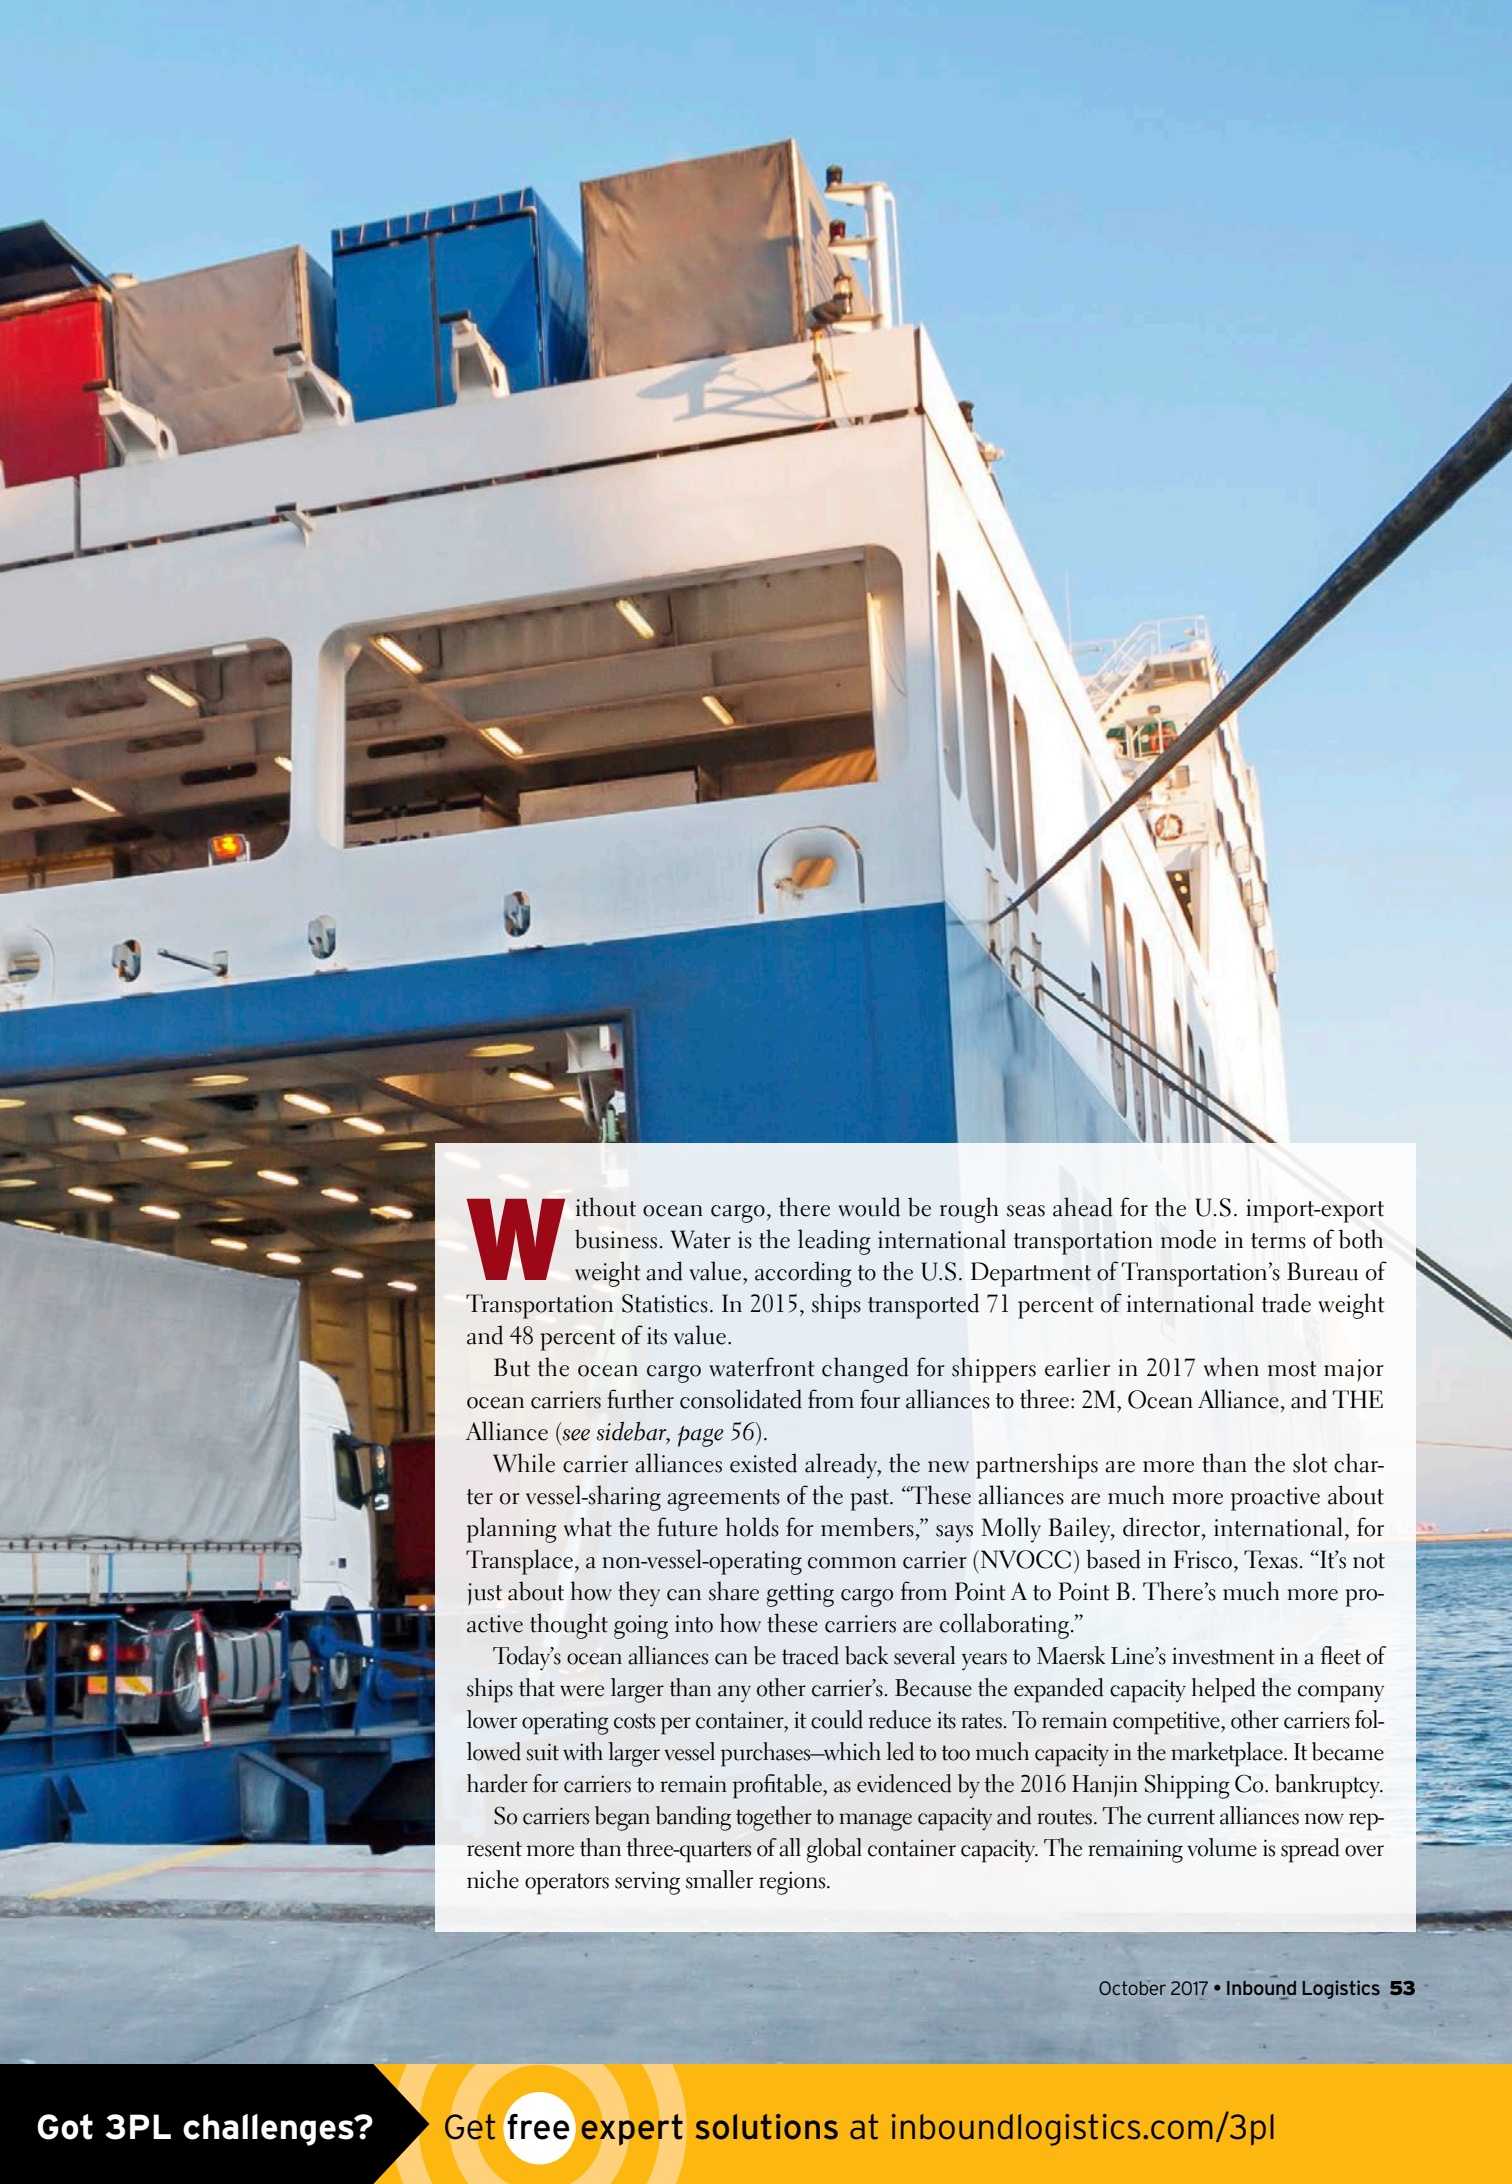 Without ocean cargo, there would be rough seas ahead for the U.S. import-export
business. Water is the leading international transportation mode in terms of both
weight and value, according to the U.S. Department of Transportation’s Bureau of
Transportation Statistics. In 2015, ships transported 71 percent of international trade weight
and 48 percent of its value.
But the ocean cargo waterfront changed for shippers earlier in 2017 when most major
ocean carriers further consolidated from four alliances to three: 2M, Ocean Alliance, and THE
Alliance (see sidebar, page 56).
While carrier alliances existed already, the new partnerships are more than the slot char-
ter or vessel-sharing agreements of the past. “These alliances are much more proactive about
planning what the future holds for members,” says Molly Bailey, director, international, for
Transplace, a non-vessel-operating common carrier (NVOCC) based in Frisco, Texas. “It’s not
just about how they can share getting cargo from Point A to Point B. There’s much more pro-
active thought going into how these carriers are collaborating.”
Today’s ocean alliances can be traced back several years to Maersk Line’s investment in a fleet of
ships that were larger than any other carrier’s. Because the expanded capacity helped the company
lower operating costs per container, it could reduce its rates. To remain competitive, other carriers fol-
lowed suit with larger vessel purchases—which led to too much capacity in the marketplace. It became
harder for carriers to remain profitable, as evidenced by the 2016 Hanjin Shipping Co. bankruptcy.
So carriers began banding together to manage capacity and routes. The current alliances now rep-
resent more than three-quarters of all global container capacity. The remaining volume is spread over
niche operators serving smaller regions.
October 2017 • Inbound Logistics 53
Got 3PL challenges? Get free expert solutions at inboundlogistics.com/3pl